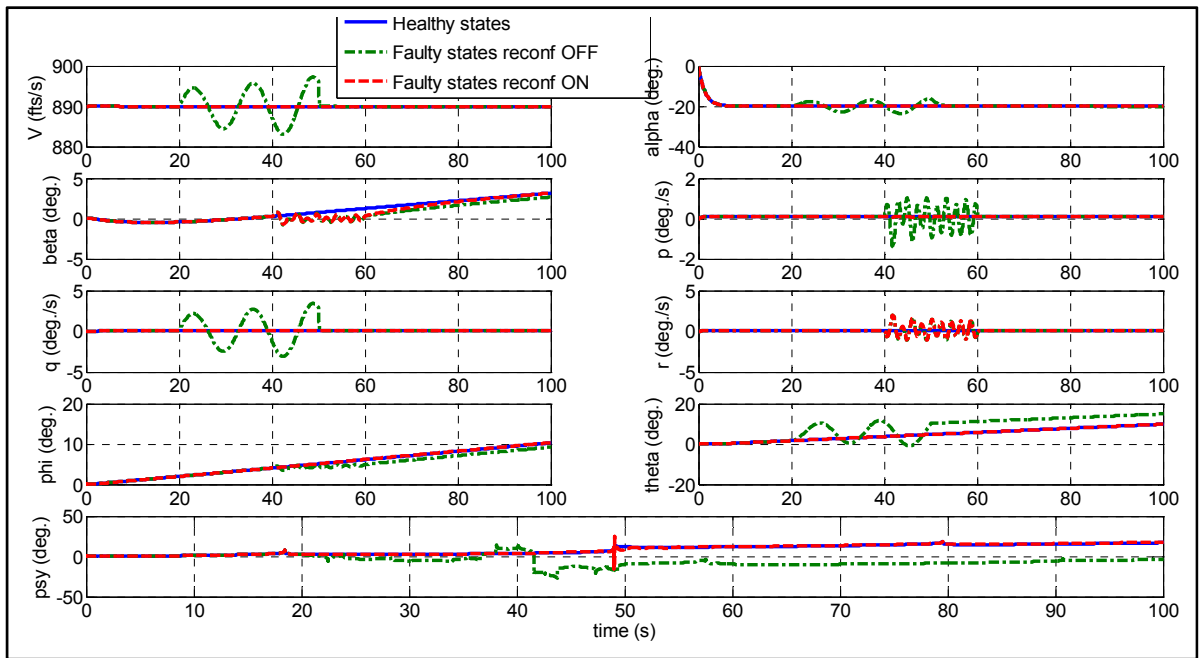 Healthy states
Faulty states reconf OFF
Faulty states reconf ON
900
890
880
V (fts/s)
0 20 40 60 80 100
0
-20
-40
alpha (deg.)
0 20 40 60 80 100
5
0
-5
beta (deg.)
0 20 40 60 80 100
2
0
-2
p (deg./s)
0 20 40 60 80 100
5
0
-5
q (deg./s)
0 20 40 60 80 100
5
0
-5
r (deg./s)
0 20 40 60 80 100
20
10
0
phi (deg.)
0 20 40 60 80 100
20
0
-20
theta (deg.)
0 20 40 60 80 100
50
0
-50
psy (deg.)
0 10 20 30 40 50 60 70 80 90 100
time (s)